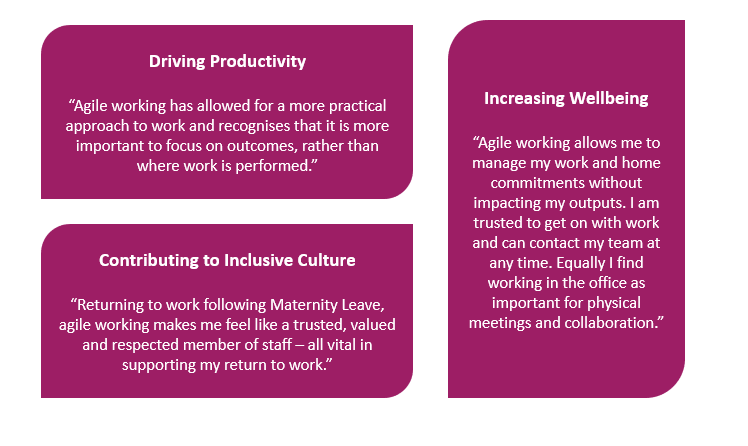 Driving Productivity
“Agile working has allowed for a more practical
approach to work and recognises that it is more
important to focus on outcomes, rather than
where work is performed.”
Contributing to Inclusive Culture
“Returning to work following Maternity Leave,
agile working makes me feel like a trusted, valued
and respected member of staff – all vital in
supporting my return to work.”
Increasing Wellbeing
“Agile working allows me to
manage my work and home
commitments without
impacting my outputs. I am
trusted to get on with work
and can contact my team at
any time. Equally I find
working in the office as
important for physical
meetings and collaboration.”